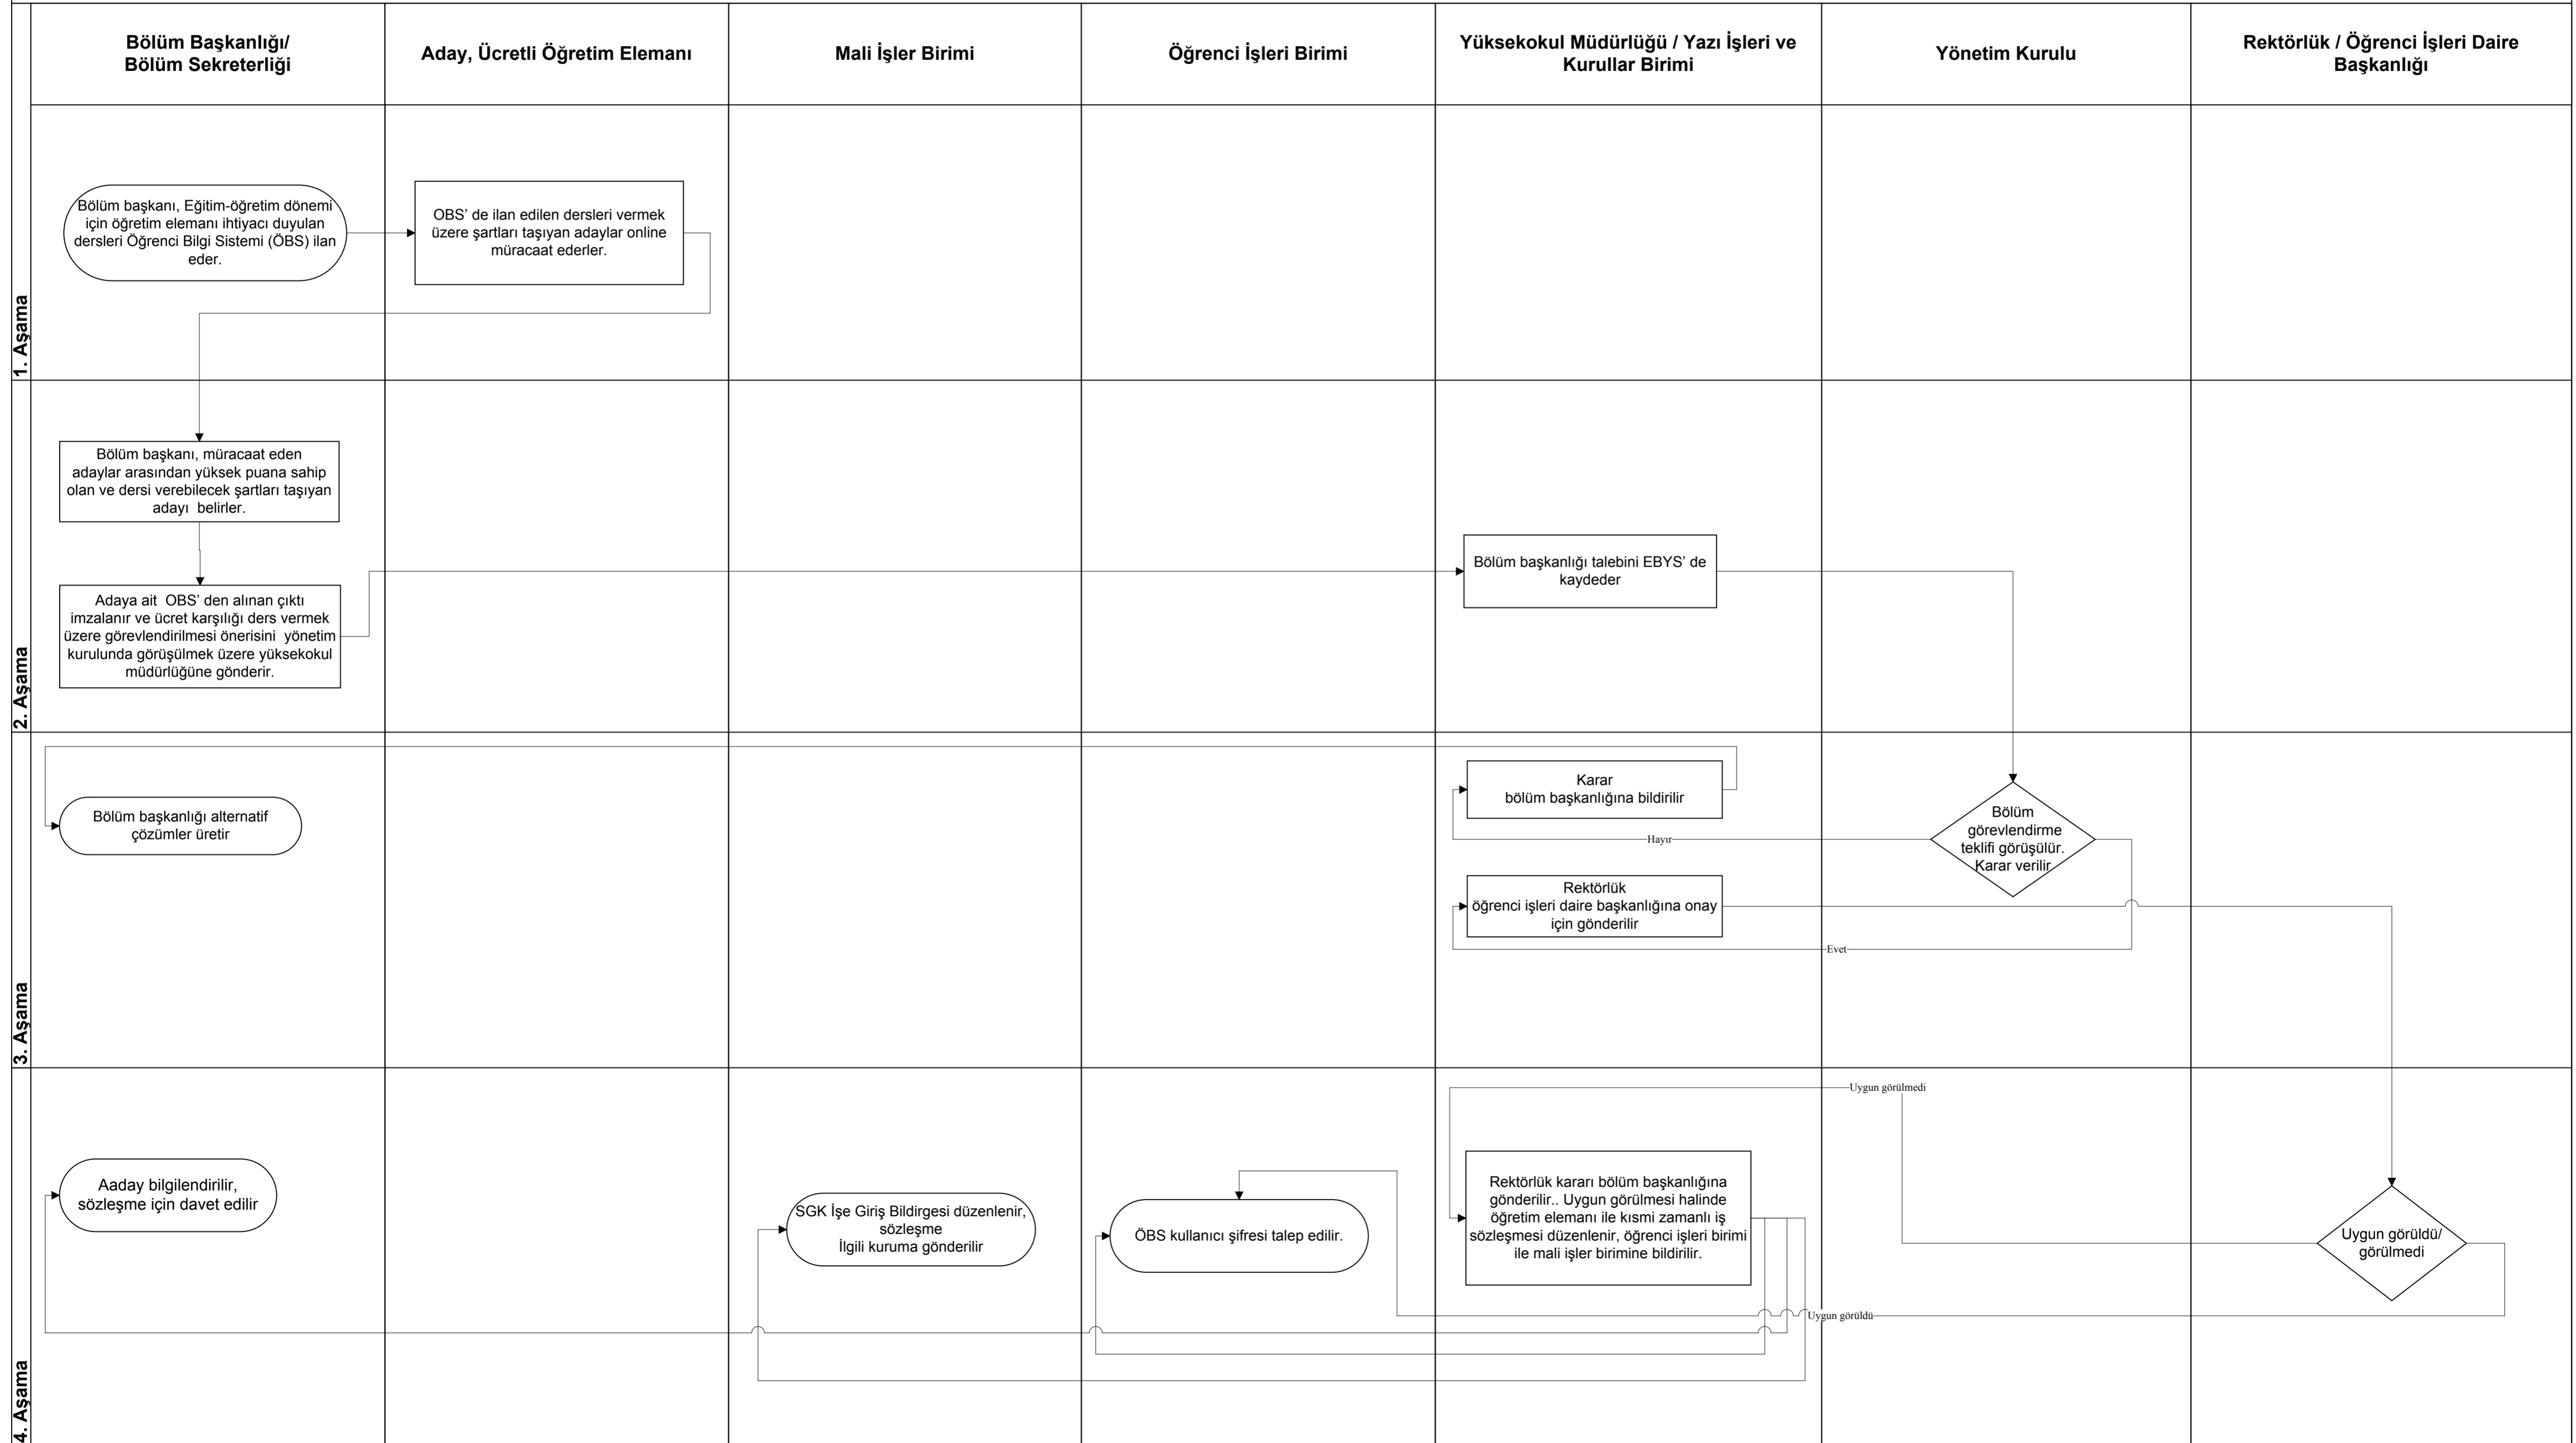 Bölüm Başkanlığı/
Bölüm Sekreterliği
Aday, Ücretli Öğretim Elemanı
Mali İşler Birimi
Öğrenci İşleri Birimi
Yüksekokul Müdürlüğü / Yazı İşleri ve
Kurullar Birimi
Yönetim Kurulu
Rektörlük / Öğrenci İşleri Daire
Başkanlığı
1. Aşama
Bölüm başkanı, Eğitim-öğretim dönemi
için öğretim elemanı ihtiyacı duyulan
dersleri Öğrenci Bilgi Sistemi (ÖBS) ilan
eder.
OBS’ de ilan edilen dersleri vermek
üzere şartları taşıyan adaylar online
müracaat ederler.
2. Aşama
Bölüm başkanı, müracaat eden
adaylar arasından yüksek puana sahip
olan ve dersi verebilecek şartları taşıyan
adayı  belirler.
Adaya ait  OBS’ den alınan çıktı
imzalanır ve ücret karşılığı ders vermek
üzere görevlendirilmesi önerisini  yönetim
kurulunda görüşülmek üzere yüksekokul
müdürlüğüne gönderir.
Bölüm başkanlığı talebini EBYS’ de
kaydeder
3. Aşama
Bölüm başkanlığı alternatif
çözümler üretir
Karar
bölüm başkanlığına bildirilir
Hayır
Bölüm
görevlendirme
teklifi görüşülür.
Karar verilir
Rektörlük
öğrenci işleri daire başkanlığına onay
için gönderilir
Evet
4. Aşama
Uygun görülmedi
Aaday bilgilendirilir,
sözleşme için davet edilir
SGK İşe Giriş Bildirgesi düzenlenir,
sözleşme
İlgili kuruma gönderilir
ÖBS kullanıcı şifresi talep edilir.
Rektörlük kararı bölüm başkanlığına
gönderilir.. Uygun görülmesi halinde
öğretim elemanı ile kısmi zamanlı iş
sözleşmesi düzenlenir, öğrenci işleri birimi
ile mali işler birimine bildirilir.
Uygun görüldü/
görülmedi
Uygun görüldü